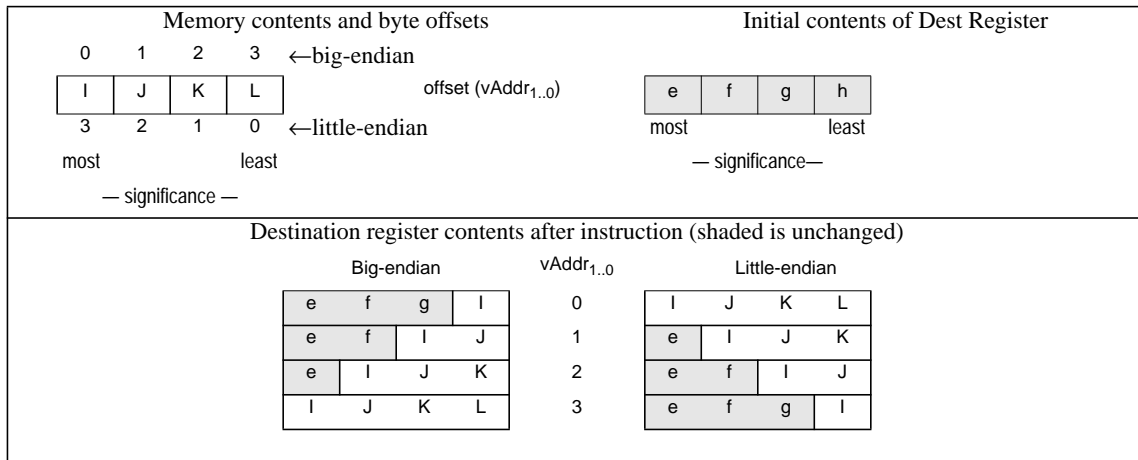 Memory contents and byte offsets
Initial contents of Dest Register
0 1 2 3 ←big-endian
I J K L
offset (vAddr1..0)
e f g h
3 2 1 0 ←little-endian
most least
most least
— significance —
— significance—
Destination register contents after instruction (shaded is unchanged)
Big-endian vAddr1..0 Little-endian
e f g I 0 I J K L
e f I J 1 e I J K
e I J K 2 e f I J
I J K L 3 e f g I